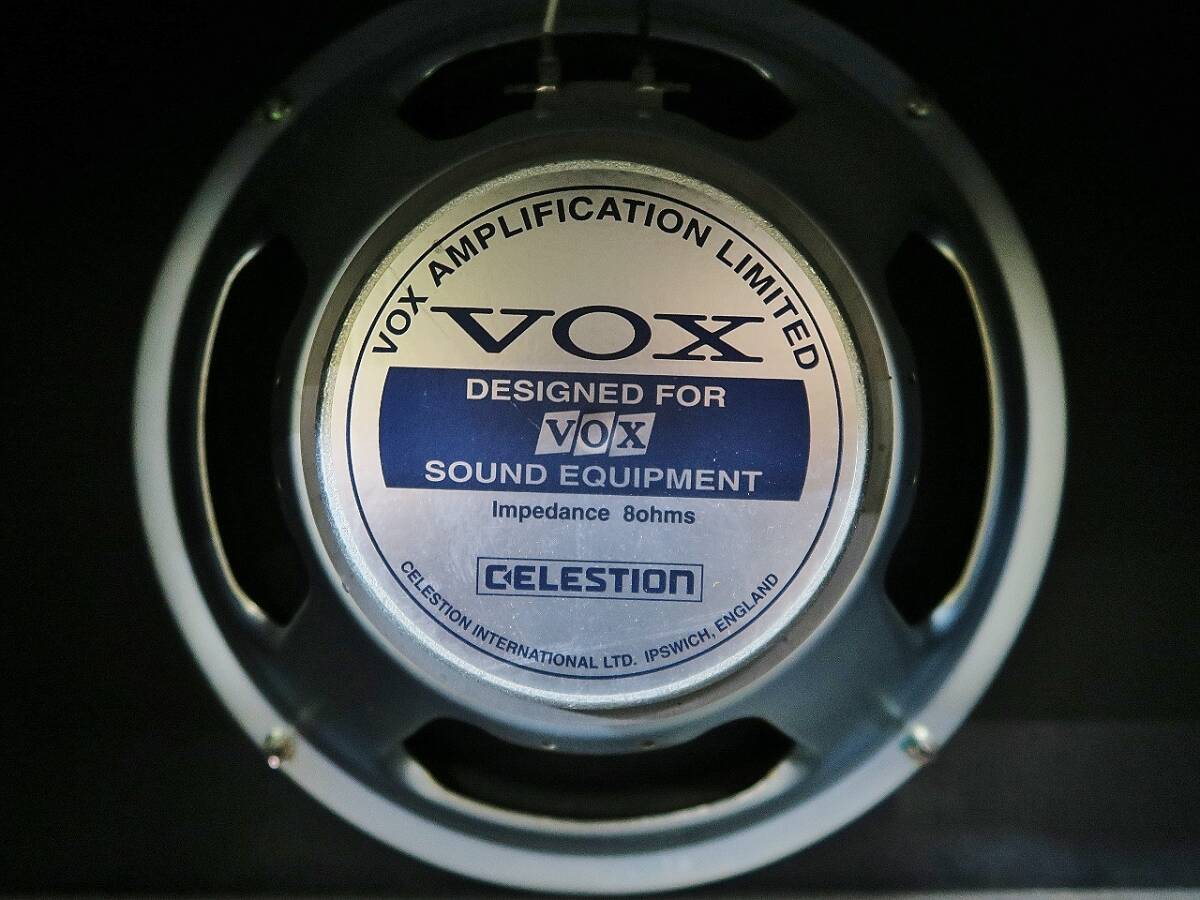 VOX AMPLIFICATION LIMITED
VOX
DESIGNED FOR
VOX
SOUND EQUIPMENT
Impedance 8ohms
CELESTION
CELESTION INTERNATIONAL LTD. IPSWICH, ENGLAND